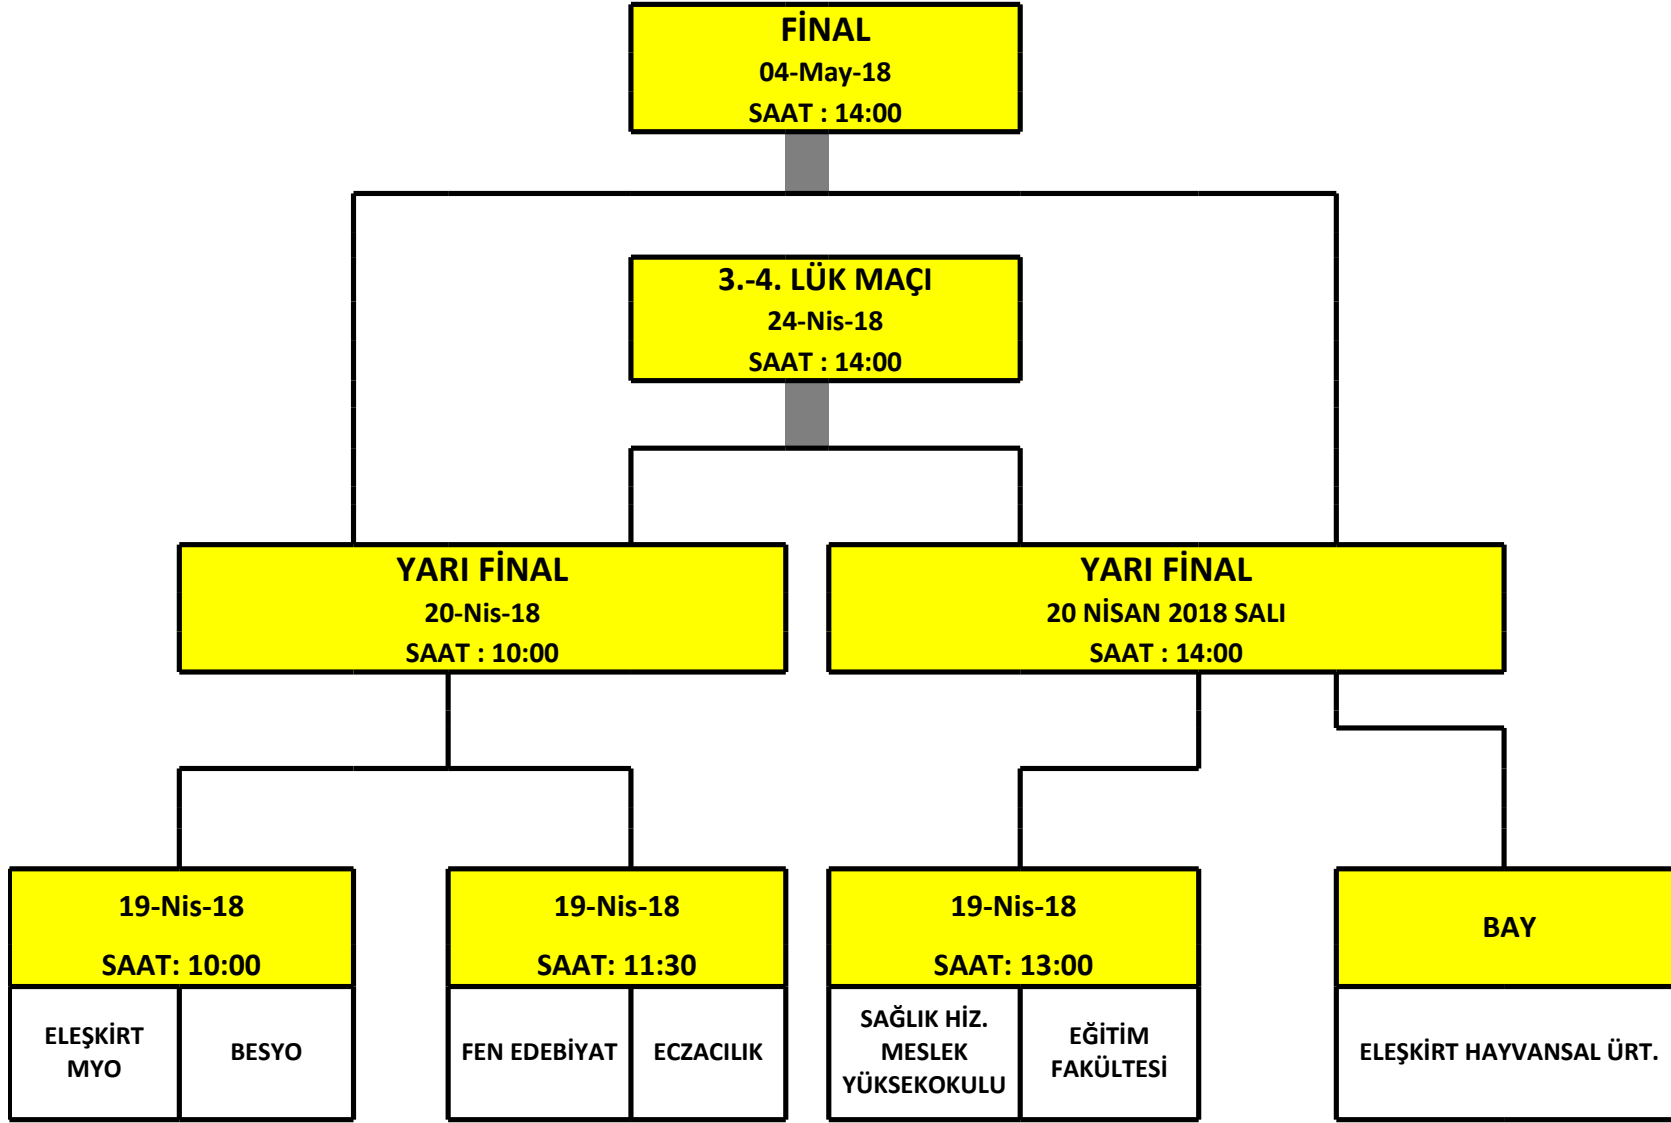 FİNAL
04-May-18
SAAT : 14:00
3.-4. LÜK MAÇI
24-Nis-18
SAAT : 14:00
YARI FİNAL
20-Nis-18
SAAT : 10:00
YARI FİNAL
20 NİSAN 2018 SALI
SAAT : 14:00
19-Nis-18
SAAT: 10:00
ELEŞKİRT
MYO
BESYO
19-Nis-18
SAAT: 11:30
FEN EDEBİYAT
ECZACILIK
19-Nis-18
SAAT: 13:00
SAĞLIK HİZ.
MESLEK
YÜKSEKOKULU
EĞİTİM
FAKÜLTESİ
BAY
ELEŞKİRT HAYVANSAL ÜRT.